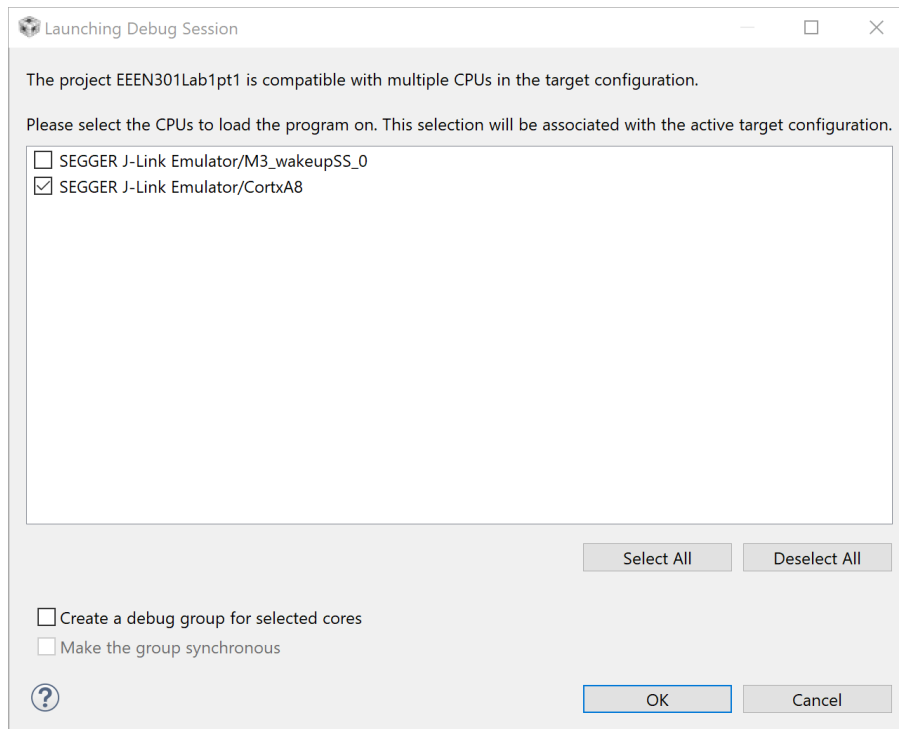 Launching Debug Session
The project EEEN301Lab1pt1 is compatible with multiple CPUs in the target configuration.
Please select the CPUs to load the program on. This selection will be associated with the active target configuration.
SEGGER J-Link Emulator/M3_wakeupSS_0
SEGGER J-Link Emulator/CortxA8
Select All
Deselect All
Create a debug group for selected cores
Make the group synchronous
?
OK
Cancel